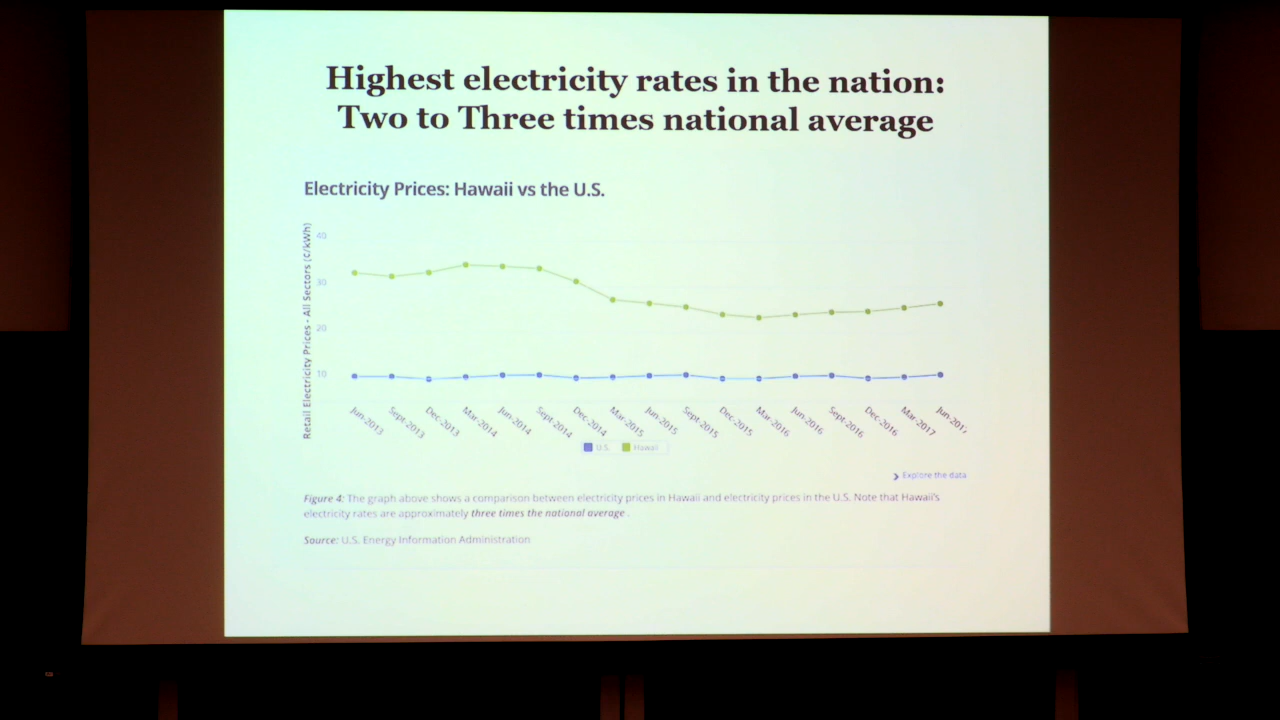 Highest electricity rates in the nation:
Two to Three times national average
Electricity Prices: Hawaii vs the U.S.
Retail Electricity Prices - All Sectors (¢/kWh)
40
30
20
10
Jun-2013
Sept-2013
Dec-2013
Mar-2014
Jun-2014
Sept-2014
Dec-2014
Mar-2015
Jun-2015
Sept-2015
Dec-2015
Mar-2016
Jun-2016
Sept-2016
Dec-2016
Mar-2017
Jun-2017
U.S.
Hawaii
Explore the data
Figure 4: The graph above shows a comparison between electricity prices in Hawaii and electricity prices in the U.S. Note that Hawaii's
electricity rates are approximately three times the national average .
Source: U.S. Energy Information Administration